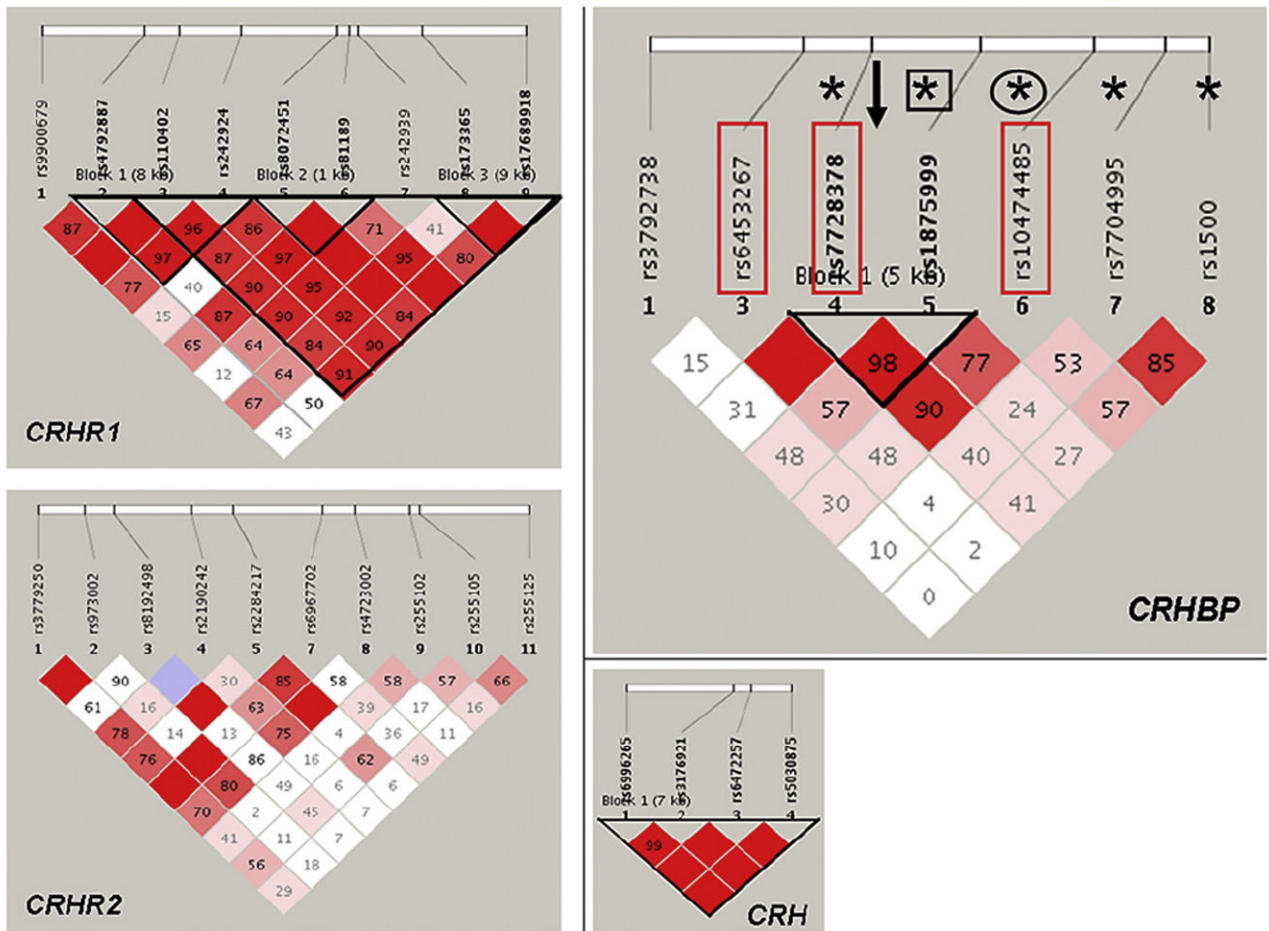 rs9900679
rs4792887
rs110402
rs242924
rs8072451
rs81189
rs242939
rs173365
rs17689918
Block 1 (8 kb) Block 2 (1 kb) Block 3 (9 kb)
1 2 3 4 5 6 7 8 9
87 96 86 71 41
97 87 97 95 80
77 40 90 95
15 87 90 92 84
65 64 84 90
12 64 91
67 50
43
CRHR1
* * * * *
rs3792738
rs6453267
rs7728378
rs1875999
rs10474485
rs7704995
rs1500
Block 1 (5 kb)
1 3 4 5 6 7 8
15 98 77 53 85
31 57 90 24 57
48 48 40 27
30 4 41
10 2
0
CRHBP
rs3779250
rs973002
rs8192498
rs2190242
rs2284217
rs6967702
rs4723002
rs255102
rs255105
rs255125
1 2 3 4 5 7 8 9 10 11
90 30 85 58 58 57 66
61 16 63 39 17 16
78 14 13 75 4 36 11
76 86 16 62 49
80 49 6 6
70 2 45 7
41 11 7
56 18
29
CRHR2
rs6996265
rs3176921
rs6472257
rs5030875
Block 1 (7 kb)
1 2 3 4
99
CRH